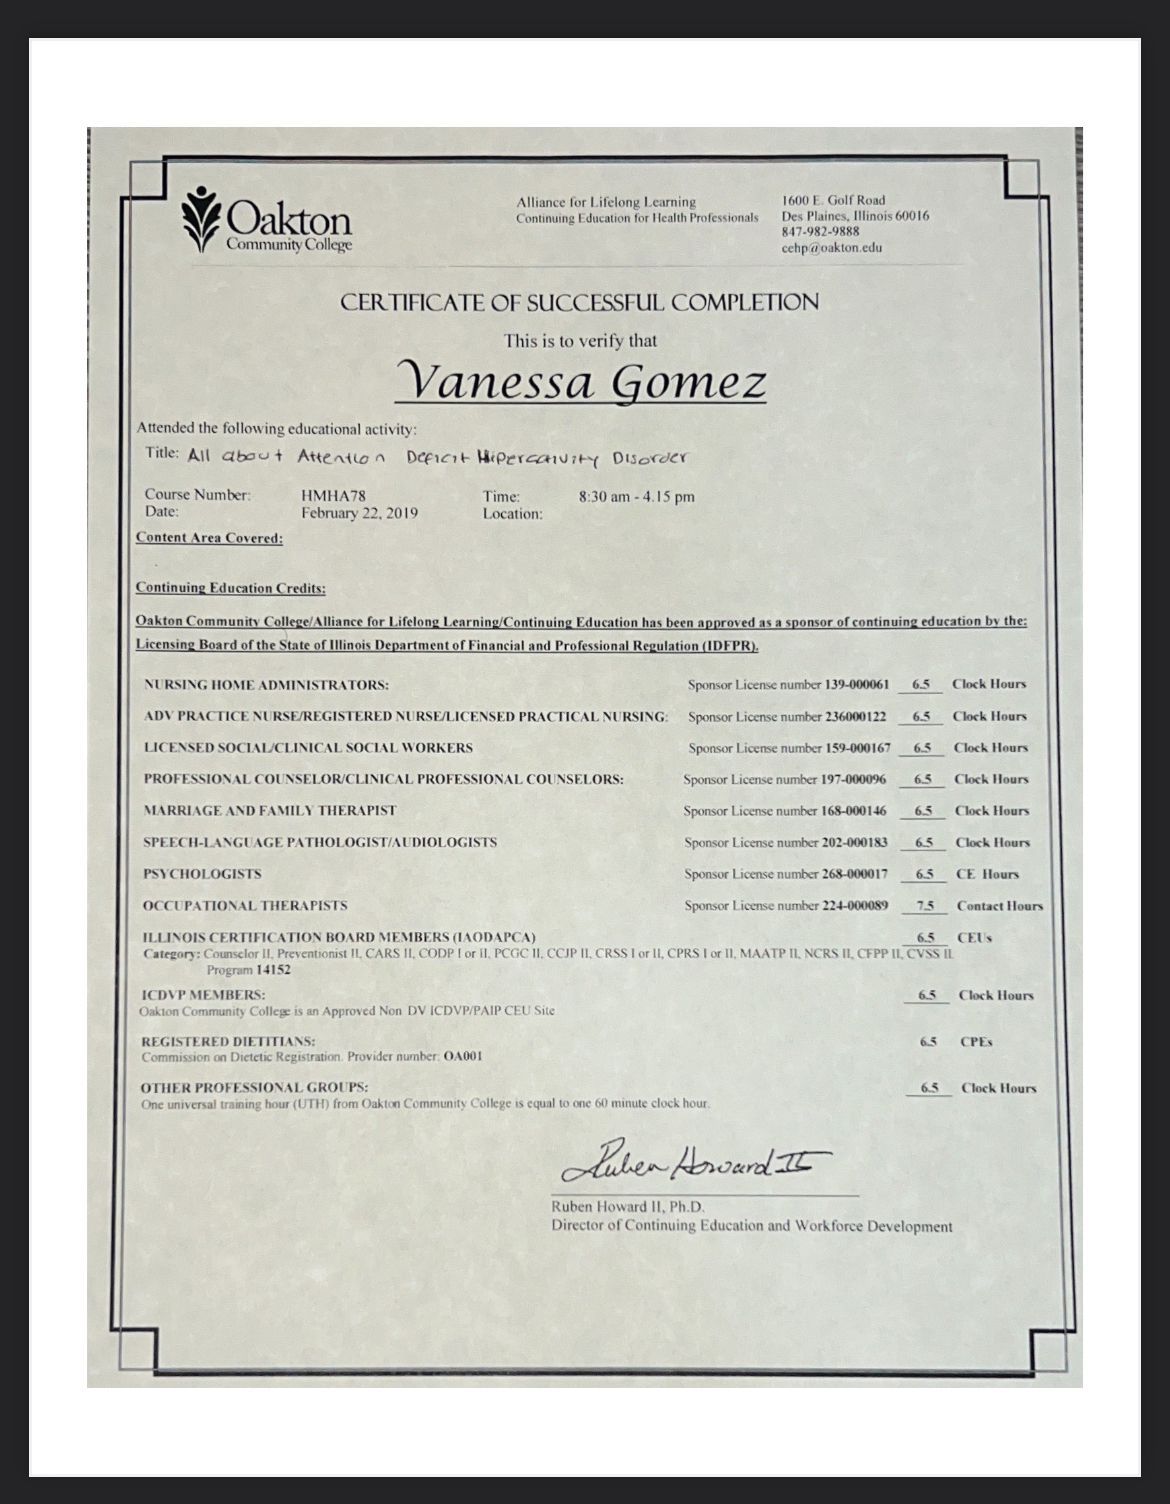 Oakton
Community College
Alliance for Lifelong Learning
Continuing Education for Health Professionals
1600 E. Golf Road
Des Plaines, Illinois 60016
847-982-9888
cehp@oakton.edu
CERTIFICATE OF SUCCESSFUL COMPLETION
This is to verify that
Vanessa Gomez
Attended the following educational activity:
Title: All about Attention Deficit Hiperactivity Disorder
Course Number: HMHA78 Time: 8:30 am - 4.15 pm
Date: February 22, 2019 Location:
Content Area Covered:
Continuing Education Credits:
Oakton Community College/Alliance for Lifelong Learning/Continuing Education has been approved as a sponsor of continuing education by the:
Licensing Board of the State of Illinois Department of Financial and Professional Regulation (IDFPR).
NURSING HOME ADMINISTRATORS: Sponsor License number 139-000061 6.5 Clock Hours
ADV PRACTICE NURSE/REGISTERED NURSE/LICENSED PRACTICAL NURSING: Sponsor License number 236000122 6.5 Clock Hours
LICENSED SOCIAL/CLINICAL SOCIAL WORKERS Sponsor License number 159-000167 6.5 Clock Hours
PROFESSIONAL COUNSELOR/CLINICAL PROFESSIONAL COUNSELORS: Sponsor License number 197-000096 6.5 Clock Hours
MARRIAGE AND FAMILY THERAPIST Sponsor License number 168-000146 6.5 Clock Hours
SPEECH-LANGUAGE PATHOLOGIST/AUDIOLOGISTS Sponsor License number 202-000183 6.5 Clock Hours
PSYCHOLOGISTS Sponsor License number 268-000017 6.5 CE Hours
OCCUPATIONAL THERAPISTS Sponsor License number 224-000089 7.5 Contact Hours
ILLINOIS CERTIFICATION BOARD MEMBERS (IAODAPCA) 6.5 CEUs
Category: Counselor II, Preventionist II, CARS II, CODP I or II, PCGC II, CCJP II, CRSS I or II, CPRS I or II, MAATP II, NCRS II, CFPP II, CVSS II
Program 14152
ICDVP MEMBERS: 6.5 Clock Hours
Oakton Community College is an Approved Non DV ICDVP/PAIP CEU Site
REGISTERED DIETITIANS: 6.5 CPEs
Commission on Dietetic Registration. Provider number: OA001
OTHER PROFESSIONAL GROUPS: 6.5 Clock Hours
One universal training hour (UTH) from Oakton Community College is equal to one 60 minute clock hour.
Ruben Howard II
Ruben Howard II, Ph.D.
Director of Continuing Education and Workforce Development